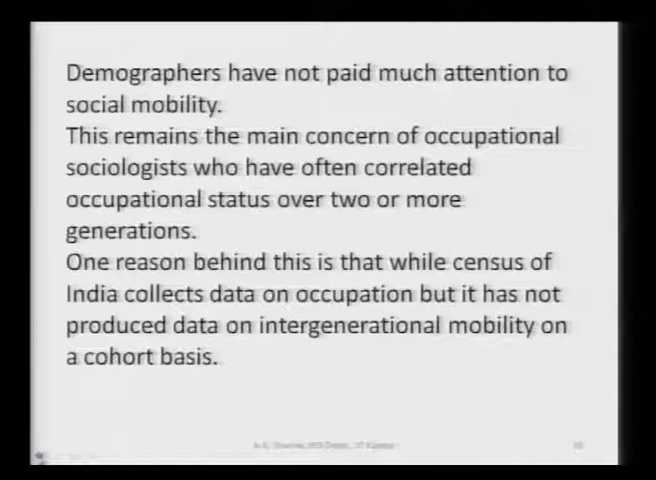 Demographers have not paid much attention to
social mobility.
This remains the main concern of occupational
sociologists who have often correlated
occupational status over two or more
generations.
One reason behind this is that while census of
India collects data on occupation but it has not
produced data on intergenerational mobility on
a cohort basis.